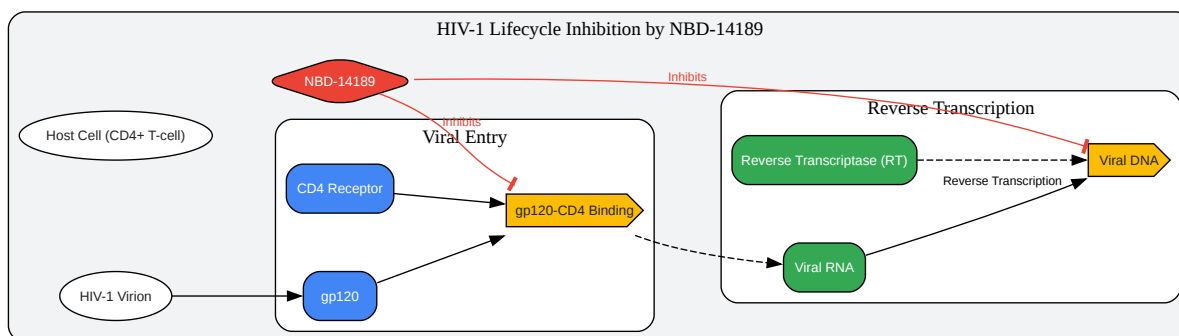 HIV-1 Lifecycle Inhibition by NBD-14189
NBD-14189
Inhibits
Inhibits
Host Cell (CD4+ T-cell)
Viral Entry
Reverse Transcription
CD4 Receptor
gp120-CD4 Binding
Reverse Transcriptase (RT)
Viral DNA
Reverse Transcription
HIV-1 Virion
gp120
Viral RNA